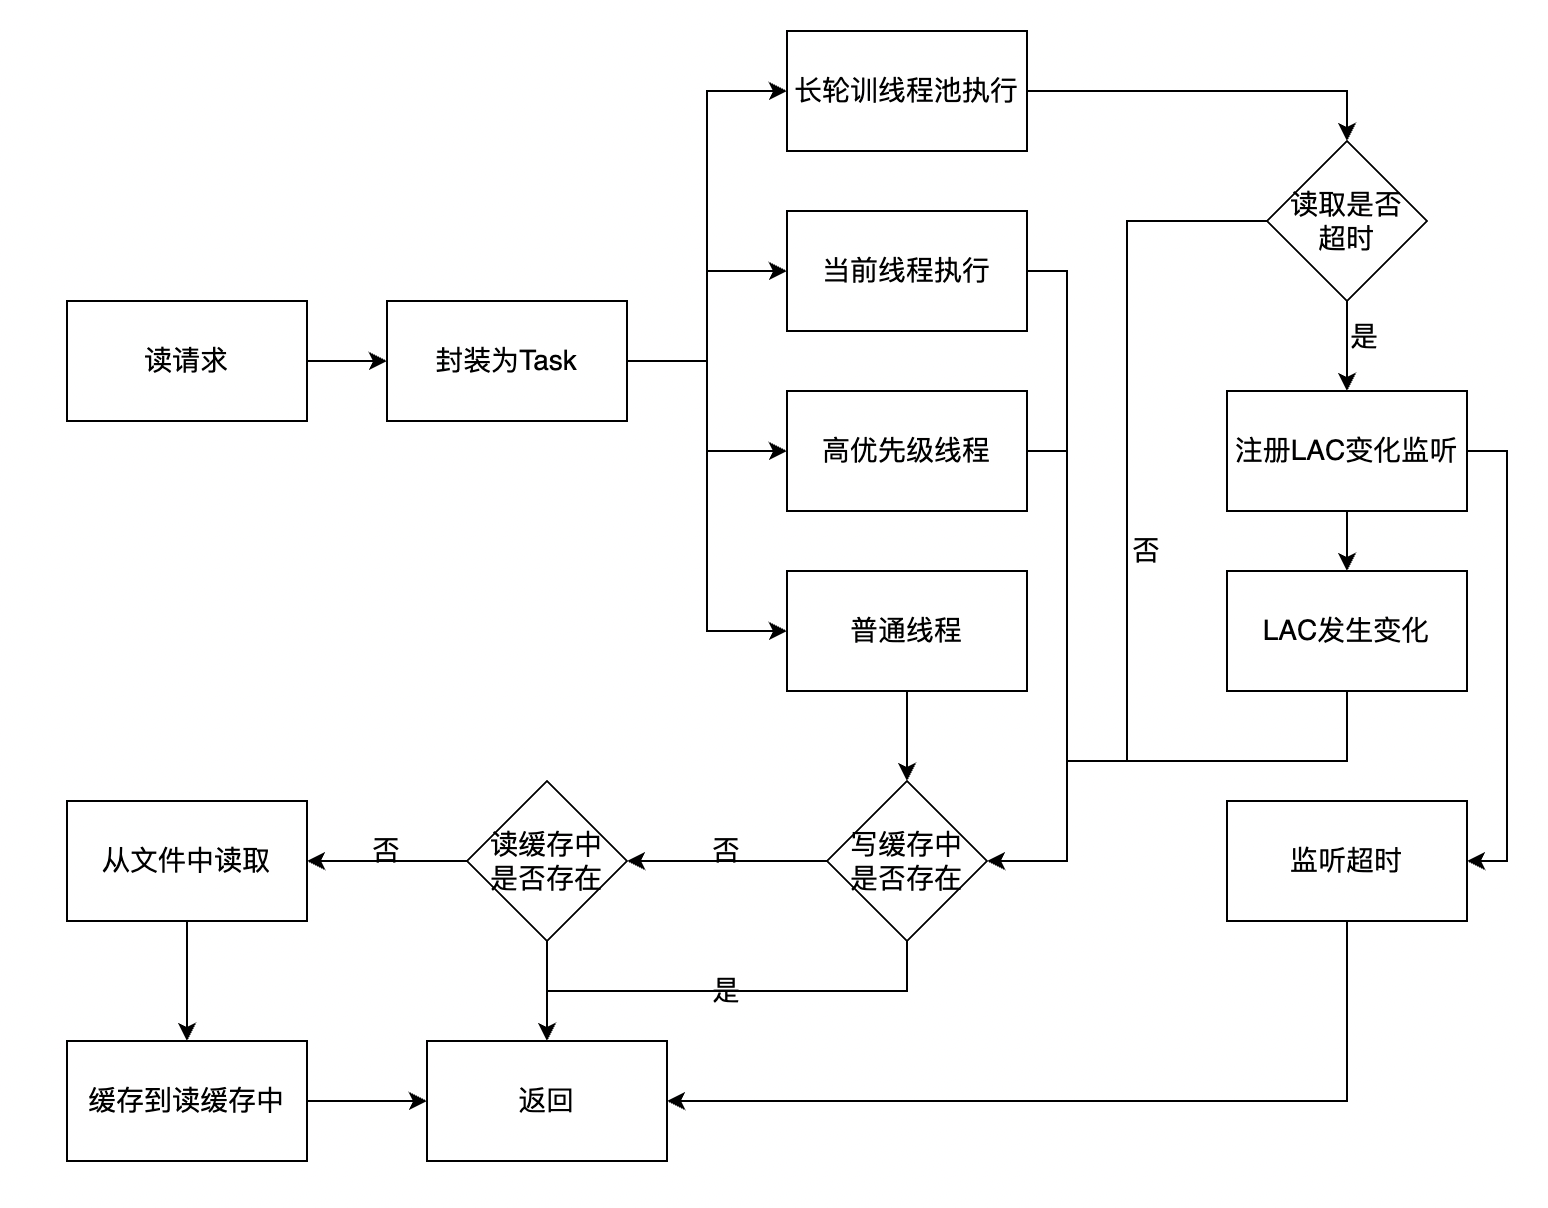 长轮训线程池执行
读取是否
超时
当前线程执行
是
读请求
封装为Task
高优先级线程
注册LAC变化监听
否
普通线程
LAC发生变化
从文件中读取
否
读缓存中
是否存在
否
写缓存中
是否存在
监听超时
是
缓存到读缓存中
返回